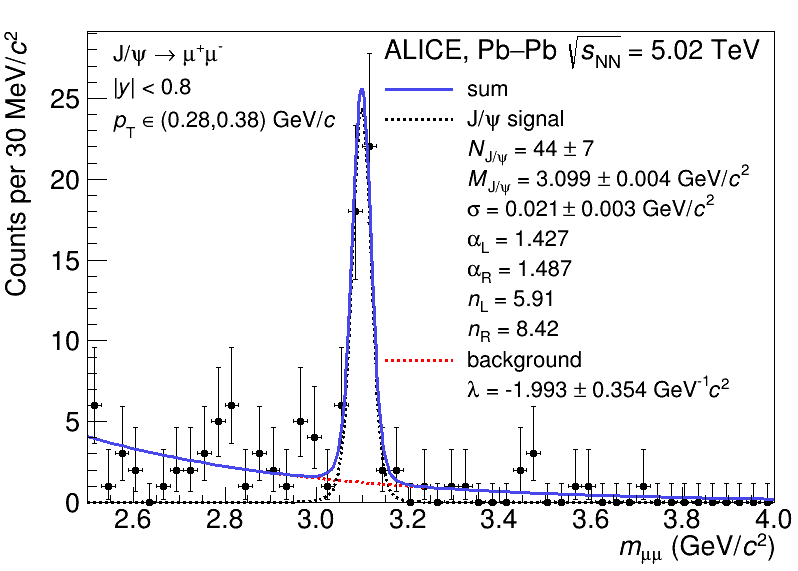 J/ψ → μ⁺μ⁻
|y| < 0.8
p_T ∈ (0.28,0.38) GeV/c
ALICE, Pb–Pb √s_NN = 5.02 TeV
sum
J/ψ signal
N_J/ψ = 44 ± 7
M_J/ψ = 3.099 ± 0.004 GeV/c²
σ = 0.021 ± 0.003 GeV/c²
α_L = 1.427
α_R = 1.487
n_L = 5.91
n_R = 8.42
background
λ = -1.993 ± 0.354 GeV⁻¹c²
Counts per 30 MeV/c²
25
20
15
10
5
0
2.6 2.8 3.0 3.2 3.4 3.6 3.8 4.0
m_μμ (GeV/c²)